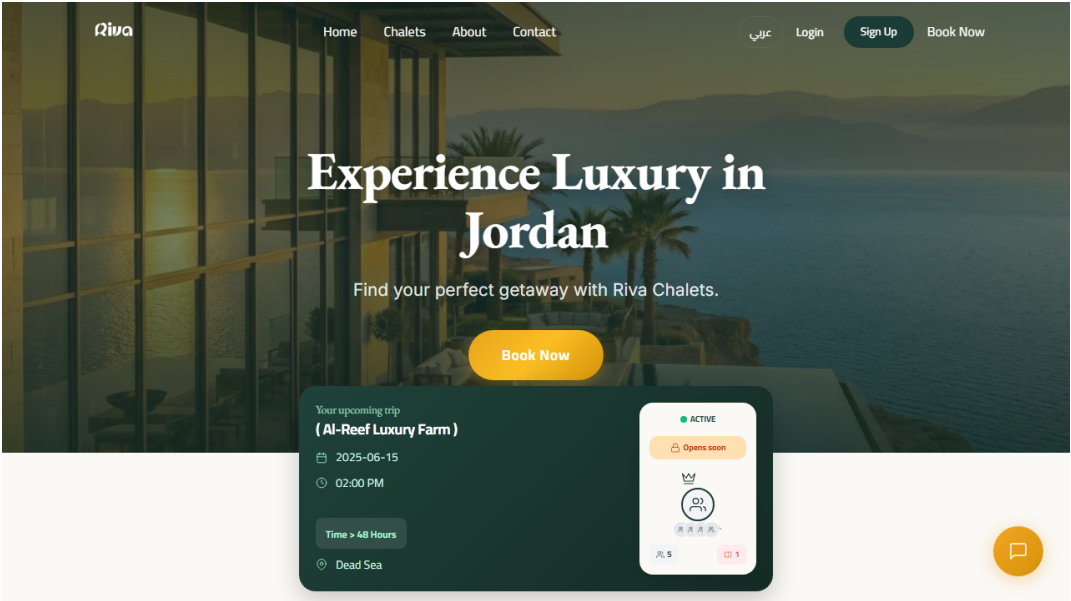 Riva
Home
Chalets
About
Contact
عربي
Login
Sign Up
Book Now
Experience Luxury in
Jordan
Find your perfect getaway with Riva Chalets.
Book Now
Your upcoming trip
( Al-Reef Luxury Farm )
2025-06-15
02:00 PM
Time > 48 Hours
Dead Sea
ACTIVE
Opens soon
5
1